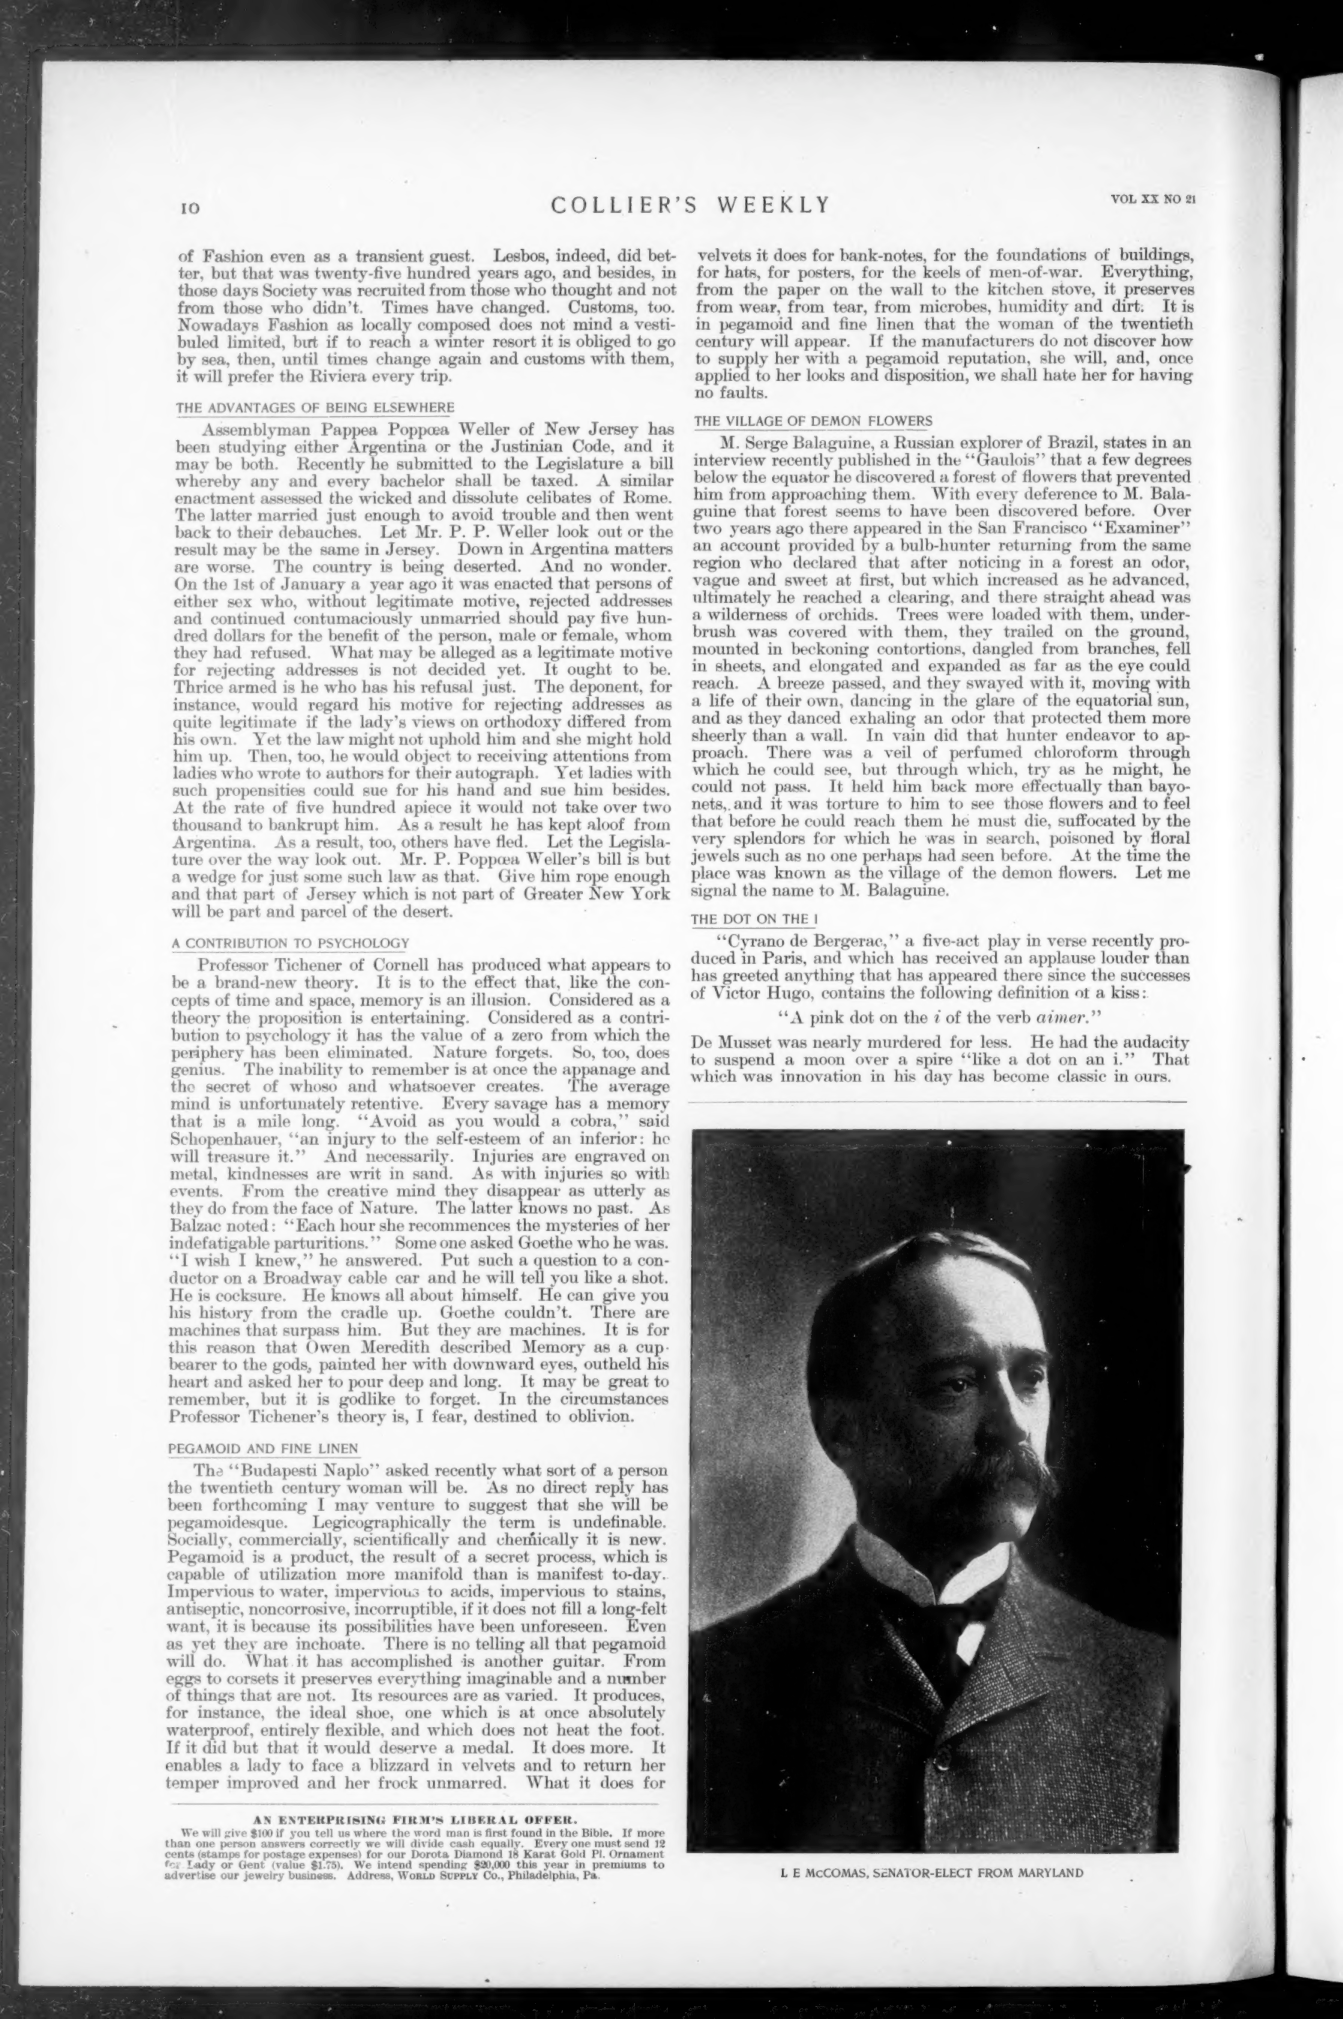 10
COLLIER'S WEEKLY
VOL XX NO 21
of Fashion even as a transient guest. Lesbos, indeed, did bet-
ter, but that was twenty-five hundred years ago, and besides, in
those days Society was recruited from those who thought and not
from those who didn't. Times have changed. Customs, too.
Nowadays Fashion as locally composed does not mind a vesti-
buled limited, but if to reach a winter resort it is obliged to go
by sea, then, until times change again and customs with them,
it will prefer the Riviera every trip.
THE ADVANTAGES OF BEING ELSEWHERE
Assemblyman Pappea Poppœa Weller of New Jersey has
been studying either Argentina or the Justinian Code, and it
may be both. Recently he submitted to the Legislature a bill
whereby any and every bachelor shall be taxed. A similar
enactment assessed the wicked and dissolute celibates of Rome.
The latter married just enough to avoid trouble and then went
back to their debauches. Let Mr. P. P. Weller look out or the
result may be the same in Jersey. Down in Argentina matters
are worse. The country is being deserted. And no wonder.
On the 1st of January a year ago it was enacted that persons of
either sex who, without legitimate motive, rejected addresses
and continued contumaciously unmarried should pay five hun-
dred dollars for the benefit of the person, male or female, whom
they had refused. What may be alleged as a legitimate motive
for rejecting addresses is not decided yet. It ought to be.
Thrice armed is he who has his refusal just. The deponent, for
instance, would regard his motive for rejecting addresses as
quite legitimate if the lady's views on orthodoxy differed from
his own. Yet the law might not uphold him and she might hold
him up. Then, too, he would object to receiving attentions from
ladies who wrote to authors for their autograph. Yet ladies with
such propensities could sue for his hand and sue him besides.
At the rate of five hundred apiece it would not take over two
thousand to bankrupt him. As a result he has kept aloof from
Argentina. As a result, too, others have fled. Let the Legisla-
ture over the way look out. Mr. P. Poppœa Weller's bill is but
a wedge for just some such law as that. Give him rope enough
and that part of Jersey which is not part of Greater New York
will be part and parcel of the desert.
A CONTRIBUTION TO PSYCHOLOGY
Professor Tichener of Cornell has produced what appears to
be a brand-new theory. It is to the effect that, like the con-
cepts of time and space, memory is an illusion. Considered as a
theory the proposition is entertaining. Considered as a contri-
bution to psychology it has the value of a zero from which the
periphery has been eliminated. Nature forgets. So, too, does
genius. The inability to remember is at once the appanage and
the secret of whoso and whatsoever creates. The average
mind is unfortunately retentive. Every savage has a memory
that is a mile long. "Avoid as you would a cobra," said
Schopenhauer, "an injury to the self-esteem of an inferior: he
will treasure it." And necessarily. Injuries are engraved on
metal, kindnesses are writ in sand. As with injuries so with
events. From the creative mind they disappear as utterly as
they do from the face of Nature. The latter knows no past. As
Balzac noted: "Each hour she recommences the mysteries of her
indefatigable parturitions." Some one asked Goethe who he was.
"I wish I knew," he answered. Put such a question to a con-
ductor on a Broadway cable car and he will tell you like a shot.
He is cocksure. He knows all about himself. He can give you
his history from the cradle up. Goethe couldn't. There are
machines that surpass him. But they are machines. It is for
this reason that Owen Meredith described Memory as a cup-
bearer to the gods, painted her with downward eyes, outheld his
heart and asked her to pour deep and long. It may be great to
remember, but it is godlike to forget. In the circumstances
Professor Tichener's theory is, I fear, destined to oblivion.
PEGAMOID AND FINE LINEN
The "Budapesti Naplo" asked recently what sort of a person
the twentieth century woman will be. As no direct reply has
been forthcoming I may venture to suggest that she will be
pegamoidesque. Legicographically the term is undefinable.
Socially, commercially, scientifically and chemically it is new.
Pegamoid is a product, the result of a secret process, which is
capable of utilization more manifold than is manifest to-day.
Impervious to water, impervious to acids, impervious to stains,
antiseptic, noncorrosive, incorruptible, if it does not fill a long-felt
want, it is because its possibilities have been unforeseen. Even
as yet they are inchoate. There is no telling all that pegamoid
will do. What it has accomplished is another guitar. From
eggs to corsets it preserves everything imaginable and a number
of things that are not. Its resources are as varied. It produces,
for instance, the ideal shoe, one which is at once absolutely
waterproof, entirely flexible, and which does not heat the foot.
If it did but that it would deserve a medal. It does more. It
enables a lady to face a blizzard in velvets and to return her
temper improved and her frock unmarred. What it does for
AN ENTERPRISING FIRM'S LIBERAL OFFER.
We will give $100 if you tell us where the word man is first found in the Bible. If more
than one person answers correctly we will divide cash equally. Every one must send 12
cents (stamps for postage expenses) for our Dorota Diamond 18 Karat Gold Pl. Ornament
for Lady or Gent (value $1.75). We intend spending $20,000 this year in premiums to
advertise our jewelry business. Address, WORLD SUPPLY Co., Philadelphia, Pa.
velvets it does for bank-notes, for the foundations of buildings,
for hats, for posters, for the keels of men-of-war. Everything,
from the paper on the wall to the kitchen stove, it preserves
from wear, from tear, from microbes, humidity and dirt. It is
in pegamoid and fine linen that the woman of the twentieth
century will appear. If the manufacturers do not discover how
to supply her with a pegamoid reputation, she will, and, once
applied to her looks and disposition, we shall hate her for having
no faults.
THE VILLAGE OF DEMON FLOWERS
M. Serge Balaguine, a Russian explorer of Brazil, states in an
interview recently published in the "Gaulois" that a few degrees
below the equator he discovered a forest of flowers that prevented
him from approaching them. With every deference to M. Bala-
guine that forest seems to have been discovered before. Over
two years ago there appeared in the San Francisco "Examiner"
an account provided by a bulb-hunter returning from the same
region who declared that after noticing in a forest an odor,
vague and sweet at first, but which increased as he advanced,
ultimately he reached a clearing, and there straight ahead was
a wilderness of orchids. Trees were loaded with them, under-
brush was covered with them, they trailed on the ground,
mounted in beckoning contortions, dangled from branches, fell
in sheets, and elongated and expanded as far as the eye could
reach. A breeze passed, and they swayed with it, moving with
a life of their own, dancing in the glare of the equatorial sun,
and as they danced exhaling an odor that protected them more
sheerly than a wall. In vain did that hunter endeavor to ap-
proach. There was a veil of perfumed chloroform through
which he could see, but through which, try as he might, he
could not pass. It held him back more effectually than bayo-
nets, and it was torture to him to see those flowers and to feel
that before he could reach them he must die, suffocated by the
very splendors for which he was in search, poisoned by floral
jewels such as no one perhaps had seen before. At the time the
place was known as the village of the demon flowers. Let me
signal the name to M. Balaguine.
THE DOT ON THE I
"Cyrano de Bergerac," a five-act play in verse recently pro-
duced in Paris, and which has received an applause louder than
has greeted anything that has appeared there since the successes
of Victor Hugo, contains the following definition of a kiss:
"A pink dot on the i of the verb aimer."
De Musset was nearly murdered for less. He had the audacity
to suspend a moon over a spire "like a dot on an i." That
which was innovation in his day has become classic in ours.
L E McCOMAS, SENATOR-ELECT FROM MARYLAND